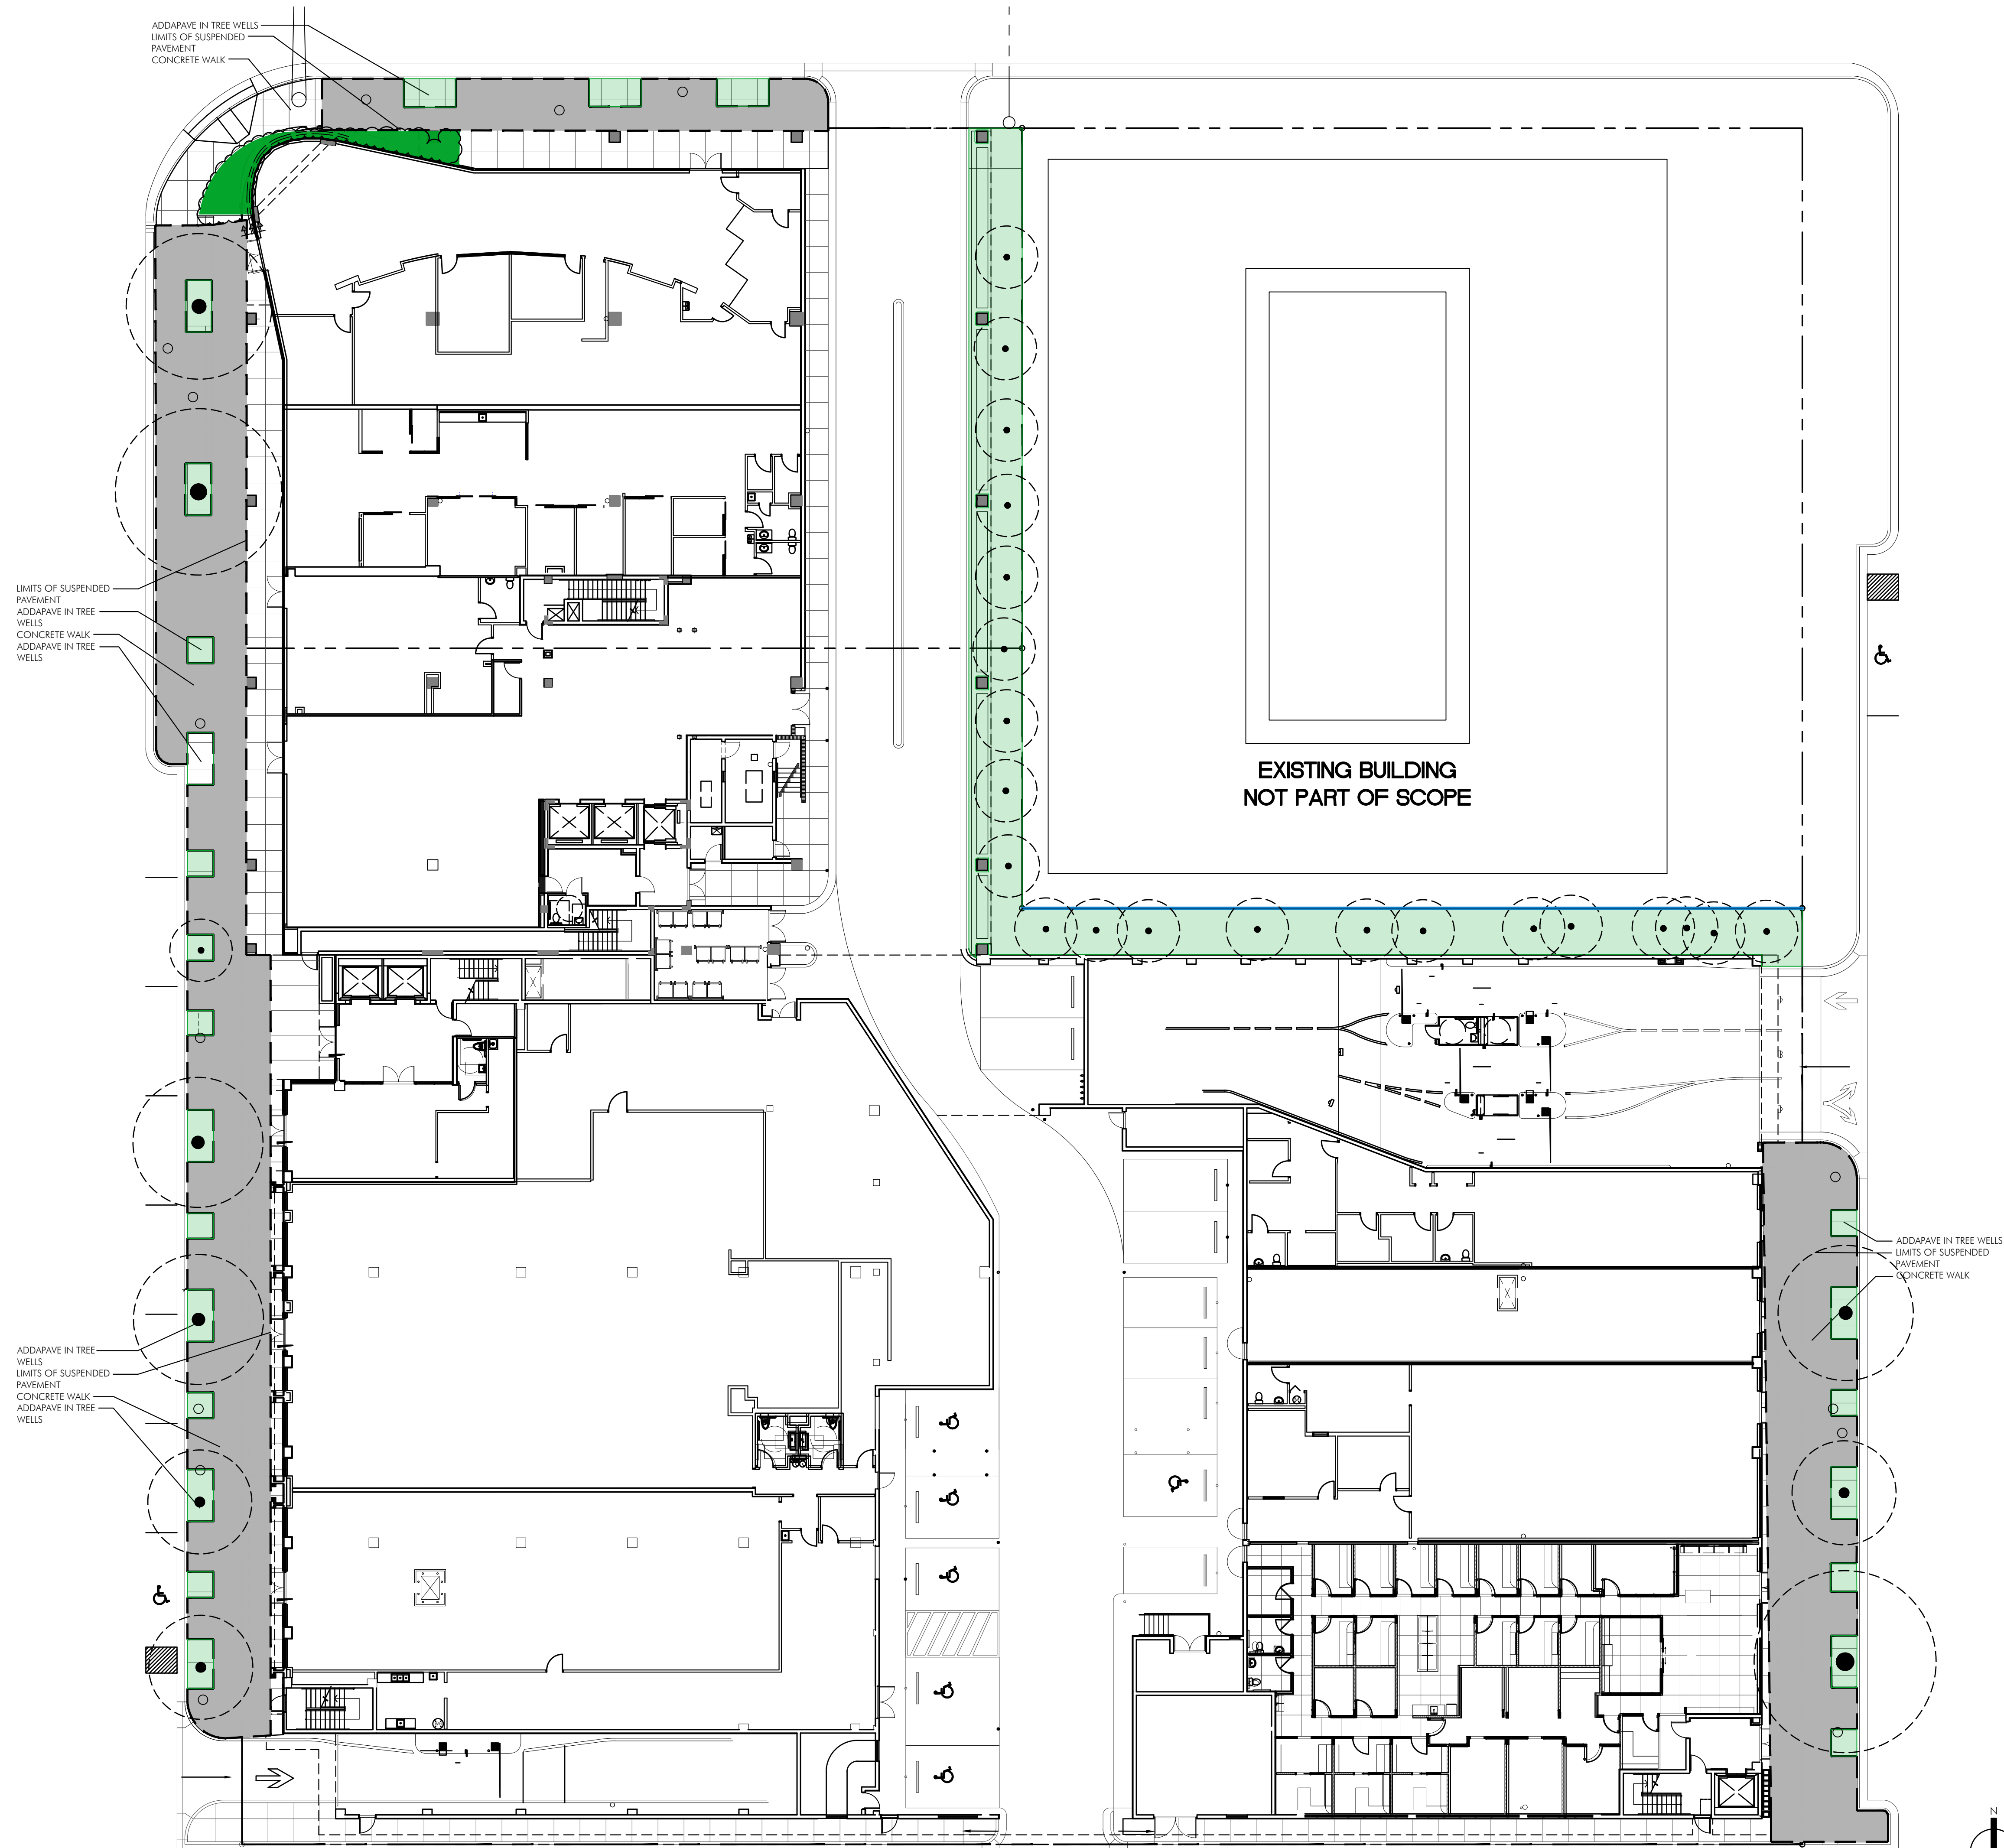 ADDAPAVE IN TREE WELLS
LIMITS OF SUSPENDED
PAVEMENT
CONCRETE WALK
LIMITS OF SUSPENDED
PAVEMENT
ADDAPAVE IN TREE
WELLS
CONCRETE WALK
ADDAPAVE IN TREE
WELLS
EXISTING BUILDING
NOT PART OF SCOPE
ADDAPAVE IN TREE WELLS
LIMITS OF SUSPENDED
PAVEMENT
CONCRETE WALK
ADDAPAVE IN TREE
WELLS
LIMITS OF SUSPENDED
PAVEMENT
CONCRETE WALK
ADDAPAVE IN TREE
WELLS
N